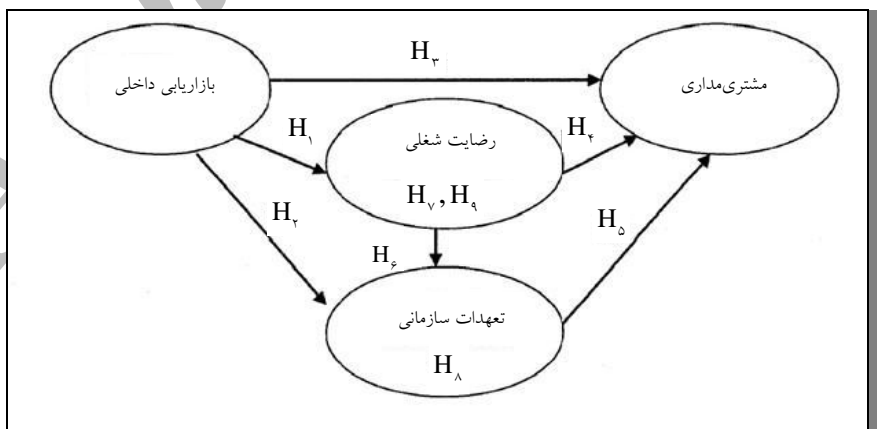 H۳
بازاریابی داخلی
مشتری‌مداری
H۱
رضایت شغلی
H۴
H۷, H۹
H۲
H۵
H۶
تعهدات سازمانی
H۸